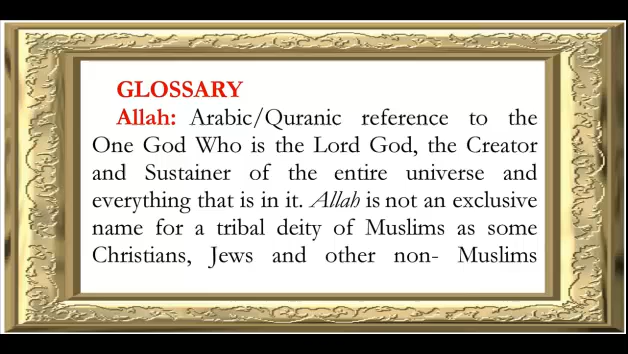 GLOSSARY
Allah: Arabic/Quranic reference to the
One God Who is the Lord God, the Creator
and Sustainer of the entire universe and
everything that is in it. Allah is not an exclusive
name for a tribal deity of Muslims as some
Christians, Jews and other non- Muslims